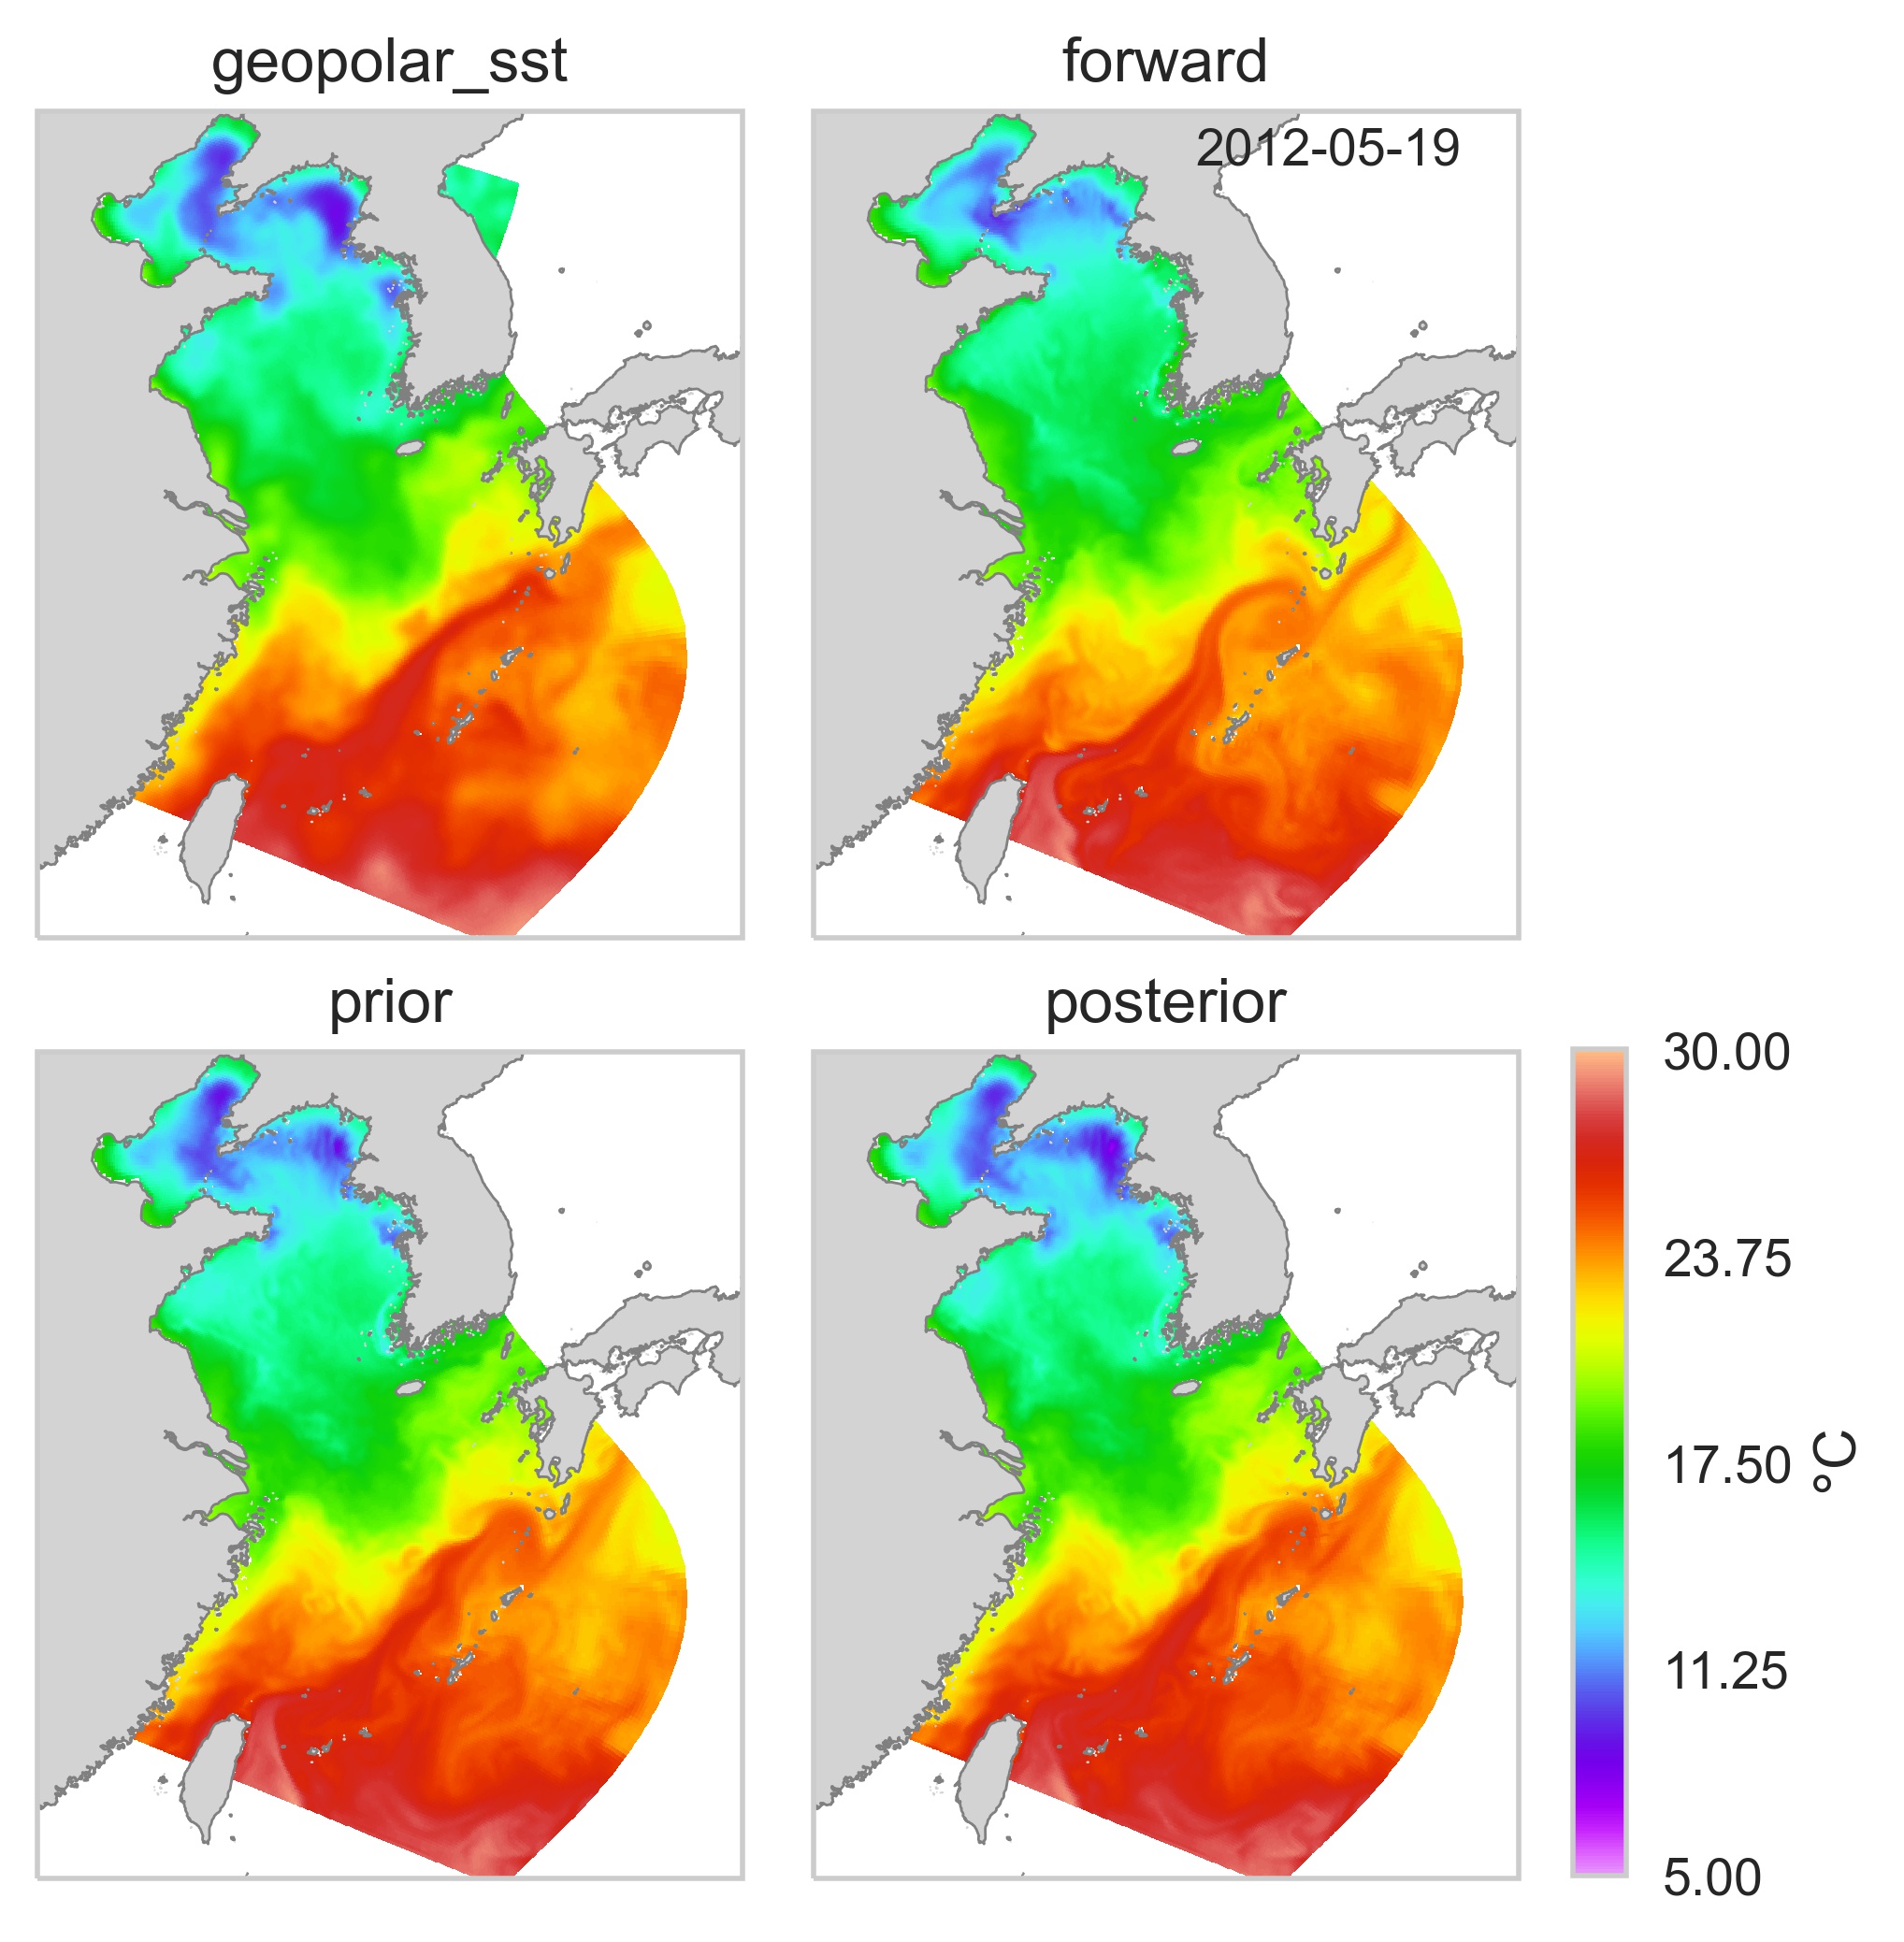 geopolar_sst
forward
2012-05-19
prior
posterior
30.00
23.75
17.50
11.25
5.00
°C